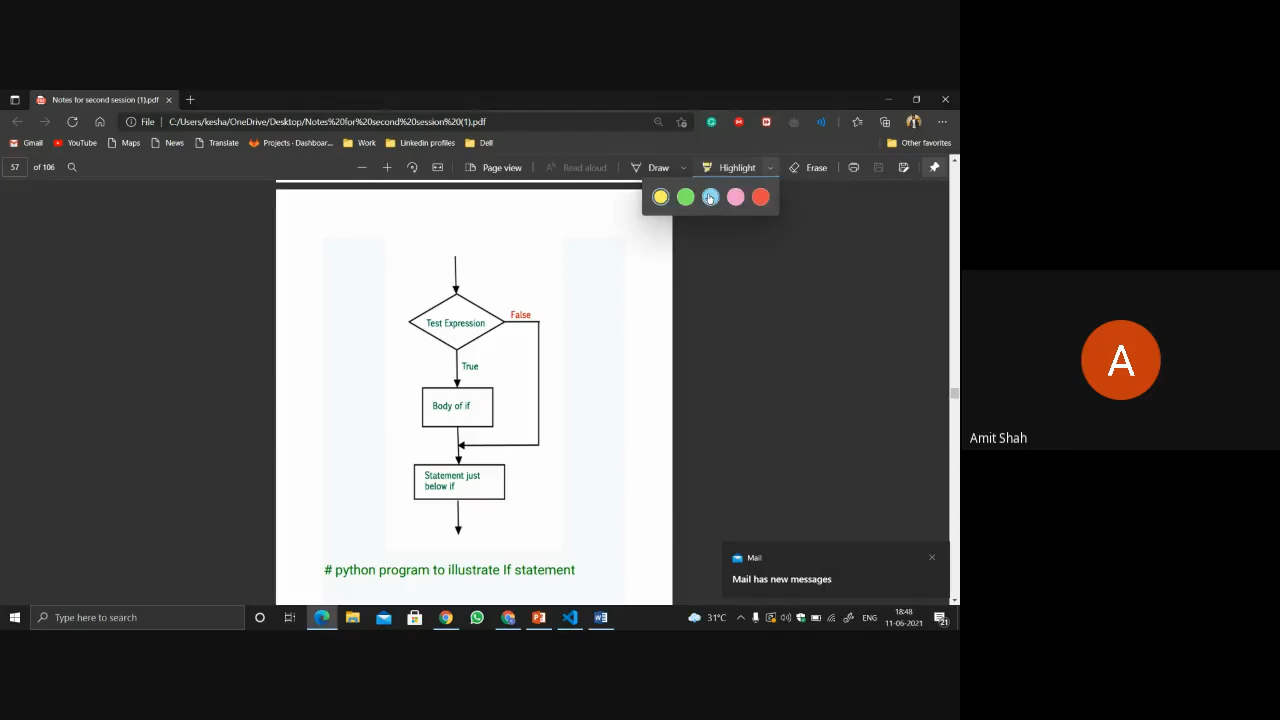 Notes for second session (1).pdf
File C:/Users/kesha/OneDrive/Desktop/Notes%20for%20second%20session%20(1).pdf
Gmail YouTube Maps News Translate Projects · Dashboar... Work Linkedin profiles Dell Other favorites
57 of 106 Page view Read aloud Draw Highlight Erase
False
Test Expression
True
Body of if
Statement just
below if
# python program to illustrate If statement
Mail
Mail has new messages
Type here to search 31°C ENG 18:48
11-06-2021
21
A
Amit Shah